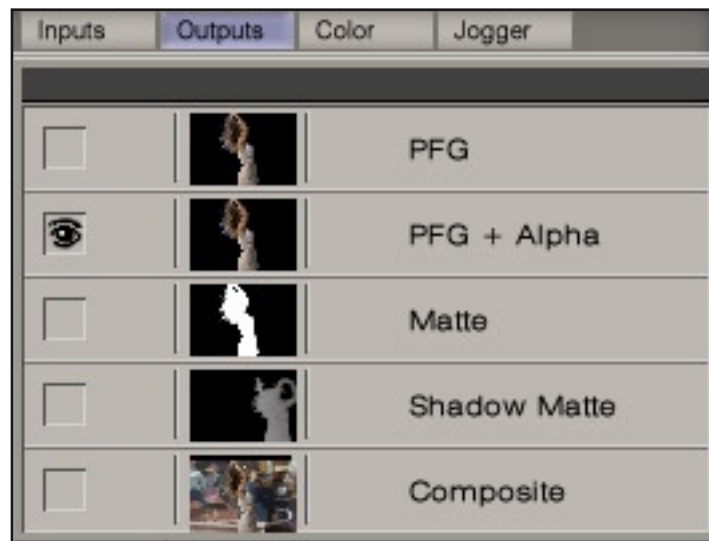 Inputs Outputs Color Jogger
PFG
PFG + Alpha
Matte
Shadow Matte
Composite